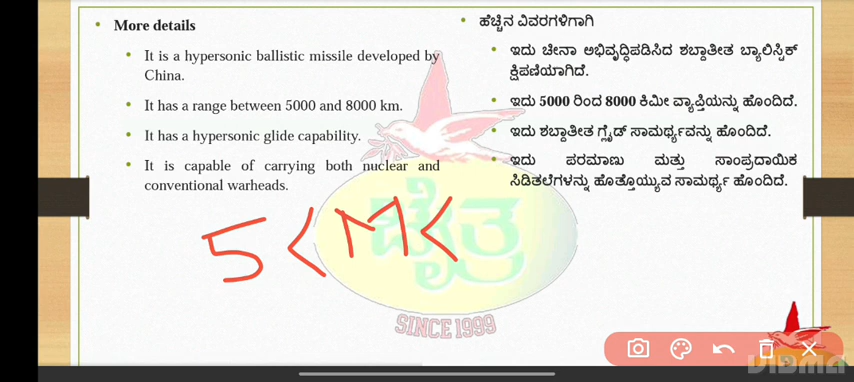 More details
It is a hypersonic ballistic missile developed by
China.
It has a range between 5000 and 8000 km.
It has a hypersonic glide capability.
It is capable of carrying both nuclear and
conventional warheads.
ಹೆಚ್ಚಿನ ವಿವರಗಳಿಗಾಗಿ
ಇದು ಚೀನಾ ಅಭಿವೃದ್ಧಿಪಡಿಸಿದ ಶಬ್ದಾತೀತ ಬ್ಯಾಲಿಸ್ಟಿಕ್
ಕ್ಷಿಪಣಿಯಾಗಿದೆ.
ಇದು 5000 ರಿಂದ 8000 ಕಿಮೀ ವ್ಯಾಪ್ತಿಯನ್ನು ಹೊಂದಿದೆ.
ಇದು ಶಬ್ದಾತೀತ ಗ್ಲೈಡ್ ಸಾಮರ್ಥ್ಯವನ್ನು ಹೊಂದಿದೆ.
ಇದು ಪರಮಾಣು ಮತ್ತು ಸಾಂಪ್ರದಾಯಿಕ
ಸಿಡಿತಲೆಗಳನ್ನು ಹೊತ್ತೊಯ್ಯುವ ಸಾಮರ್ಥ್ಯ ಹೊಂದಿದೆ.
5 < M <
ಚೈತ್ರ
SINCE 1999